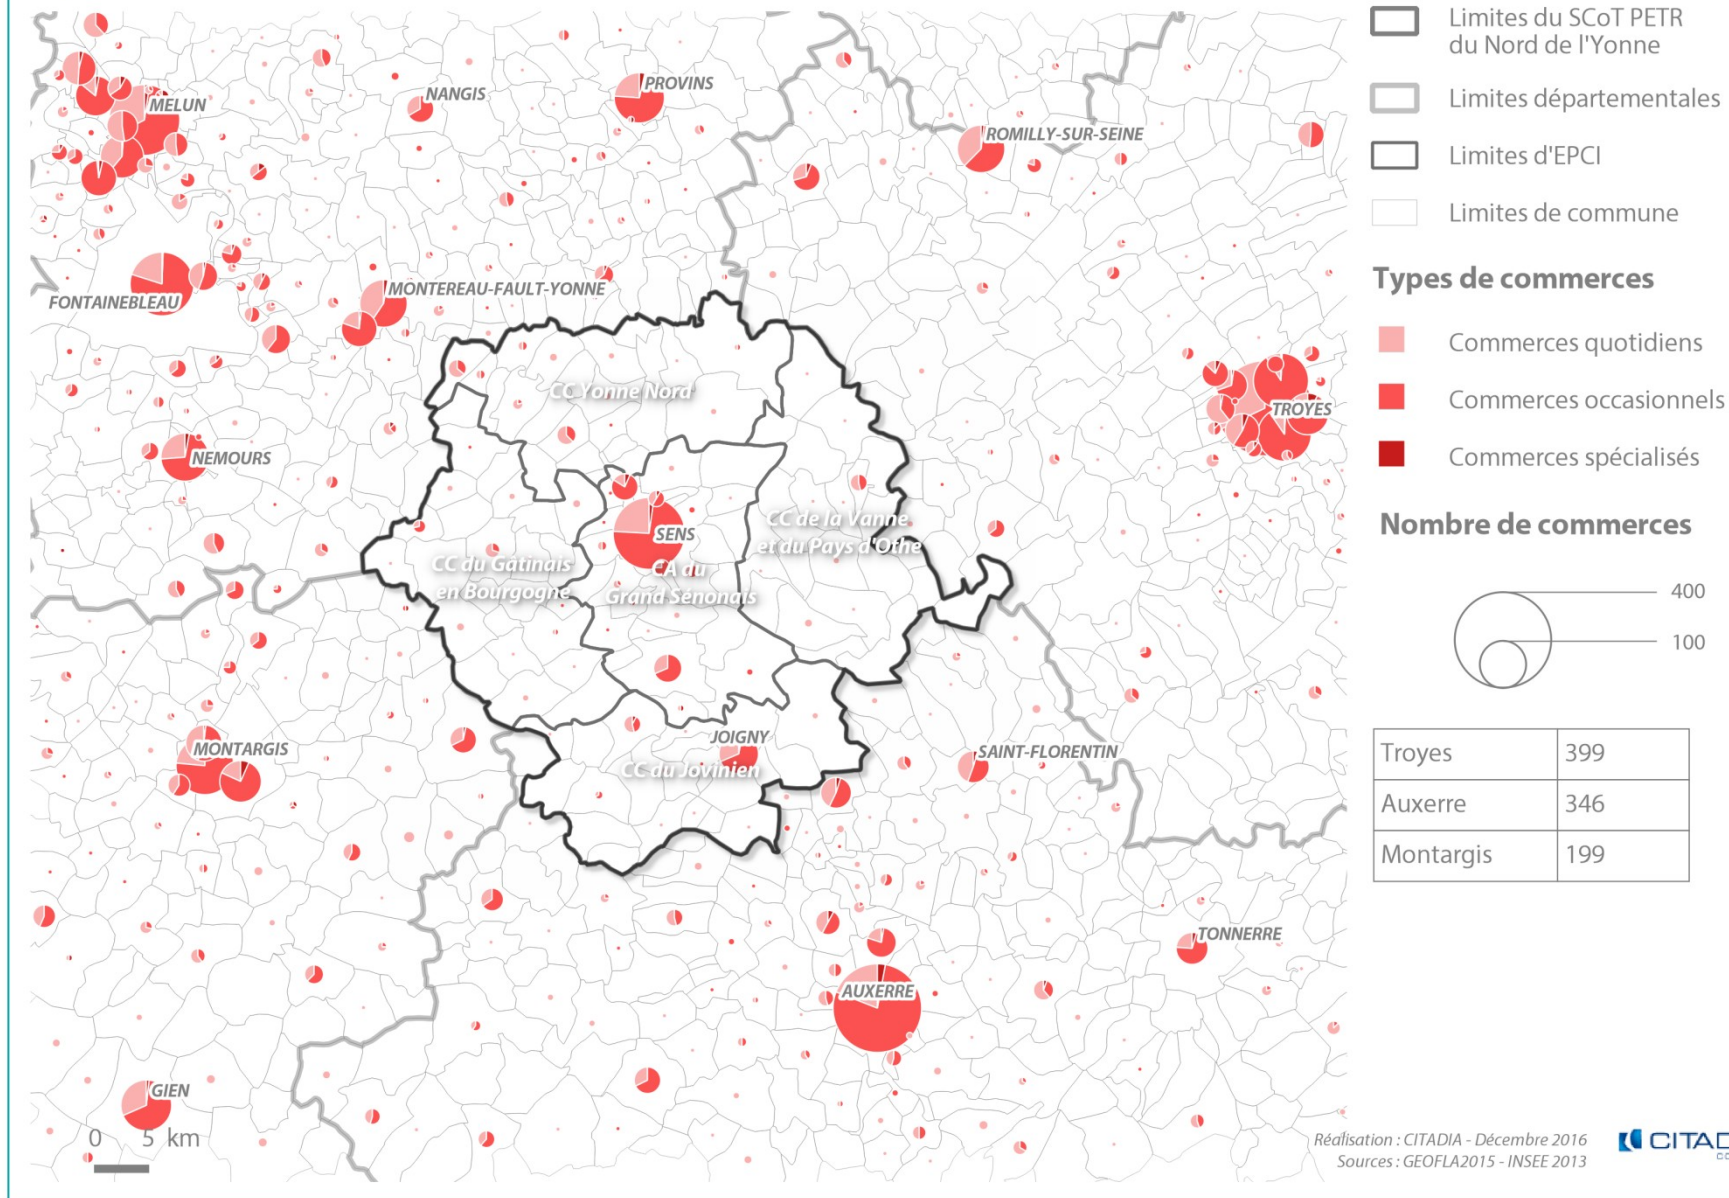 MELUN
NANGIS
PROVINS
ROMILLY-SUR-SEINE
FONTAINEBLEAU
MONTEREAU-FAULT-YONNE
CC Yonne Nord
TROYES
NEMOURS
SENS
CC de la Vanne
et du Pays d'Othe
CC du Gâtinais
en Bourgogne
CA du
Grand Sénonais
MONTARGIS
JOIGNY
CC du Jovinien
SAINT-FLORENTIN
TONNERRE
AUXERRE
GIEN
0 5 km
Limites du SCoT PETR
du Nord de l'Yonne
Limites départementales
Limites d'EPCI
Limites de commune
Types de commerces
Commerces quotidiens
Commerces occasionnels
Commerces spécialisés
Nombre de commerces
400
100
Troyes 399
Auxerre 346
Montargis 199
Réalisation : CITADIA - Décembre 2016
Sources : GEOFLA2015 - INSEE 2013